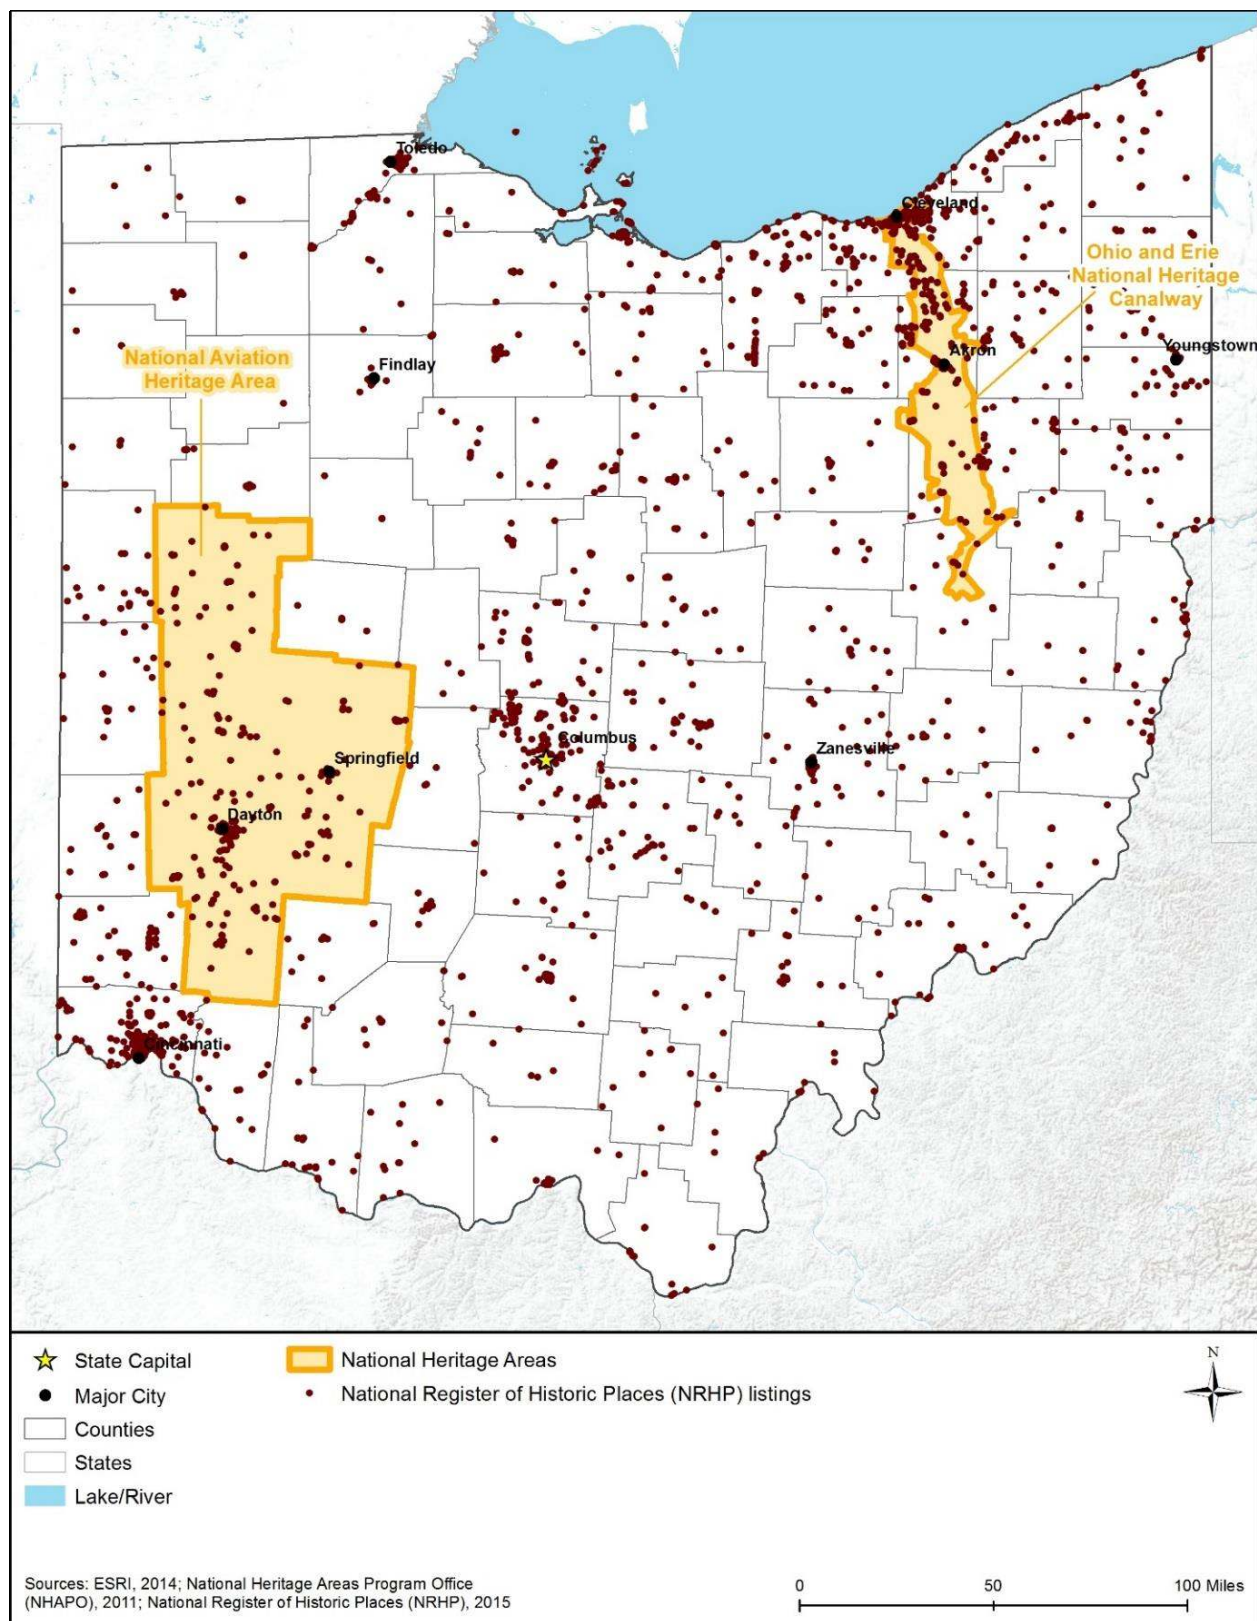 Toledo
Cleveland
Ohio and Erie
National Heritage
Canalway
Akron
Youngstown
National Aviation
Heritage Area
Findlay
Columbus
Zanesville
Springfield
Dayton
Cincinnati
State Capital
Major City
Counties
States
Lake/River
National Heritage Areas
National Register of Historic Places (NRHP) listings
N
Sources: ESRI, 2014; National Heritage Areas Program Office
(NHAPO), 2011; National Register of Historic Places (NRHP), 2015
0 50 100 Miles